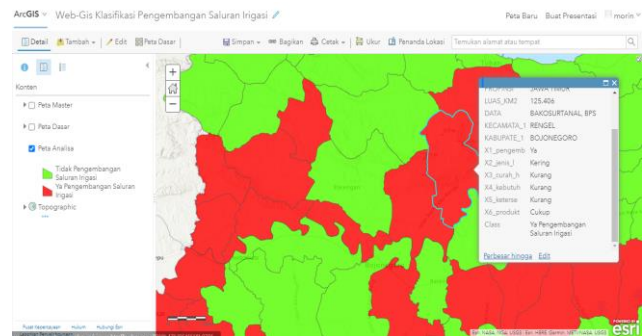 ArcGIS Web-Gis Klasifikasi Pengembangan Saluran Irigasi
Peta Baru Buat Presentasi morin
Detail Tambah Edit Peta Dasar Simpan Bagikan Cetak Ukur Penanda Lokasi Temukan alamat atau tempat
Konten
Peta Master
Peta Dasar
Peta Analisa
Tidak Pengembangan
Saluran Irigasi
Ya Pengembangan Saluran
Irigasi
Topographic
PROPINSI JAWA TIMUR
LUAS_KM2 125.406
DATA BAKOSURTANAL, BPS
KECAMATA_1 RENGEL
KABUPATE_1 BOJONEGORO
X1_pengemb Ya
X2_jenis_l Kering
X3_curah_h Kurang
X4_kebutuh Kurang
X5_keterse Kurang
X6_produkt Cukup
Class Ya Pengembangan
Saluran Irigasi
Perbesar hingga Edit
esri